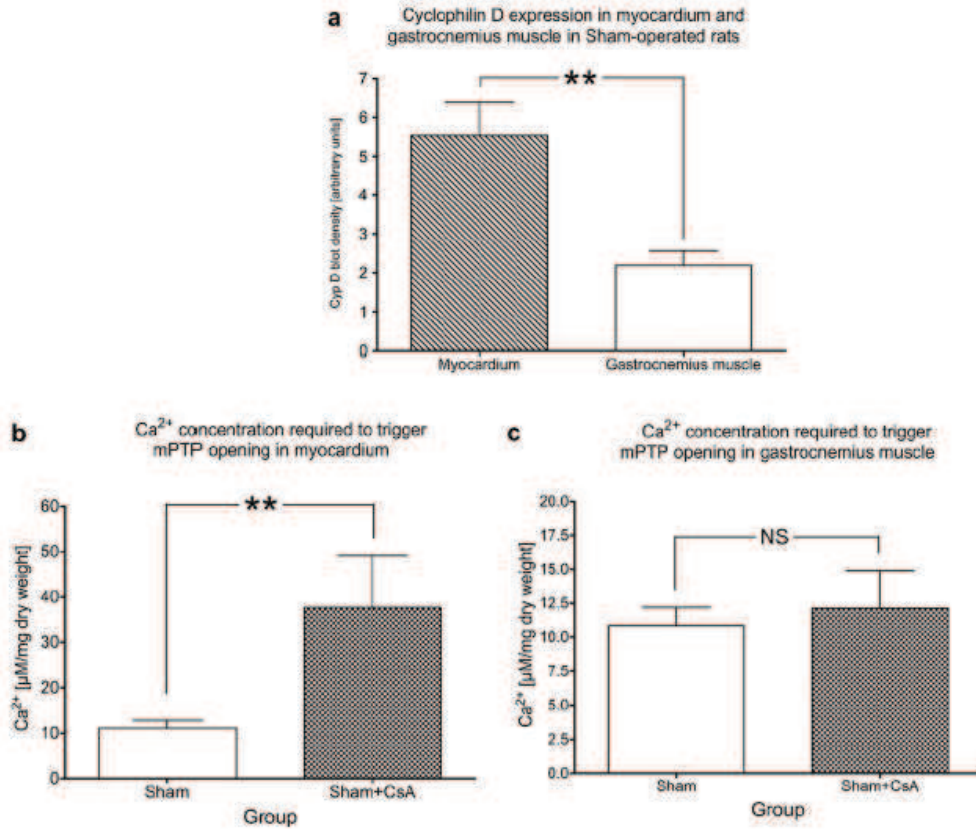 a
Cyclophilin D expression in myocardium and
gastrocnemius muscle in Sham-operated rats
Cyp D blot density [arbitrary units]
7
6
5
4
3
2
1
0
**
Myocardium
Gastrocnemius muscle
b
Ca²⁺ concentration required to trigger
mPTP opening in myocardium
Ca²⁺ [µM/mg dry weight]
60
50
40
30
20
10
0
**
Sham
Sham+CsA
Group
c
Ca²⁺ concentration required to trigger
mPTP opening in gastrocnemius muscle
Ca²⁺ [µM/mg dry weight]
20.0
17.5
15.0
12.5
10.0
7.5
5.0
2.5
0.0
NS
Sham
Sham+CsA
Group